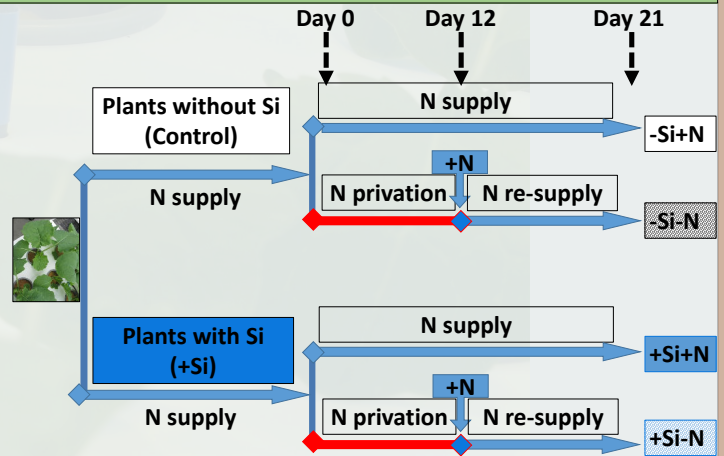 Day 0
Day 12
Day 21
Plants without Si
(Control)
N supply
N supply
-Si+N
+N
N privation
N re-supply
-Si-N
Plants with Si
(+Si)
N supply
N supply
+Si+N
+N
N privation
N re-supply
+Si-N